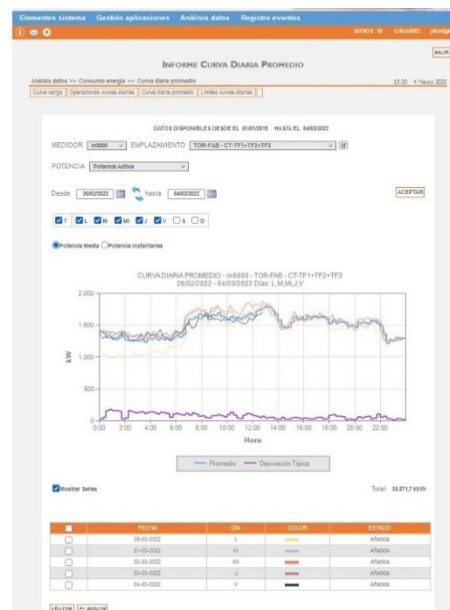 Elementos sistema Gestión aplicaciones Análisis datos Registro eventos
AVISOS: 18 USUARIO:
SALIR
INFORME CURVA DIARIA PROMEDIO
Análisis datos >> Consumo energía >> Curva diaria promedio
13:20 4 Marzo 2022
Curva carga Operaciones curvas diarias Curva diaria promedio Límites curvas diarias
DATOS DISPONIBLES DESDE EL 01/01/2019 HASTA EL 04/03/2022
MEDIDOR m8000 EMPLAZAMIENTO TOR-FAB - CT-TF1+TF2+TF3
POTENCIA Potencia Activa
Desde 26/02/2022 hasta 04/03/2022
ACEPTAR
T L M Mi J V S D
Potencia Media Potencia Instantanea
CURVA DIARIA PROMEDIO - m8000 - TOR-FAB - CT-TF1+TF2+TF3
26/02/2022 - 04/03/2022 Días: L,M,Mi,J,V
2.000
1.500
1.000
500
0
kW
0:00 2:00 4:00 6:00 8:00 10:00 12:00 14:00 16:00 18:00 20:00 22:00
Hora
Promedio Desviación Típica
Mostrar Series
Total:
FECHA DÍA COLOR ESTADO
28-02-2022 L Añadida
01-03-2022 M Añadida
02-03-2022 Mi Añadida
03-03-2022 J Añadida
04-03-2022 V Añadida
AÑADIR ELIMINAR